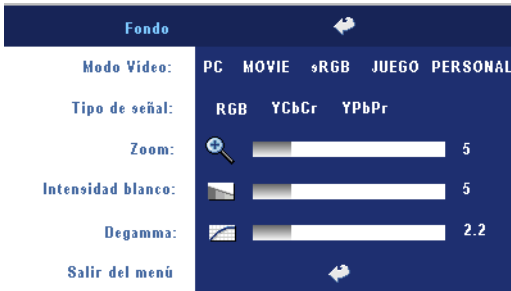 Fondo
Modo Video: PC MOVIE sRGB JUEGO PERSONAL
Tipo de señal: RGB YCbCr YPbPr
Zoom: 5
Intensidad blanco: 5
Degamma: 2.2
Salir del menú